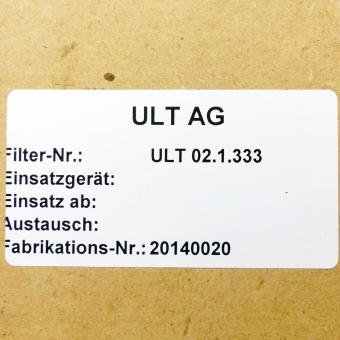 ULT AG
Filter-Nr.: ULT 02.1.333
Einsatzgerät:
Einsatz ab:
Austausch:
Fabrikations-Nr.: 20140020